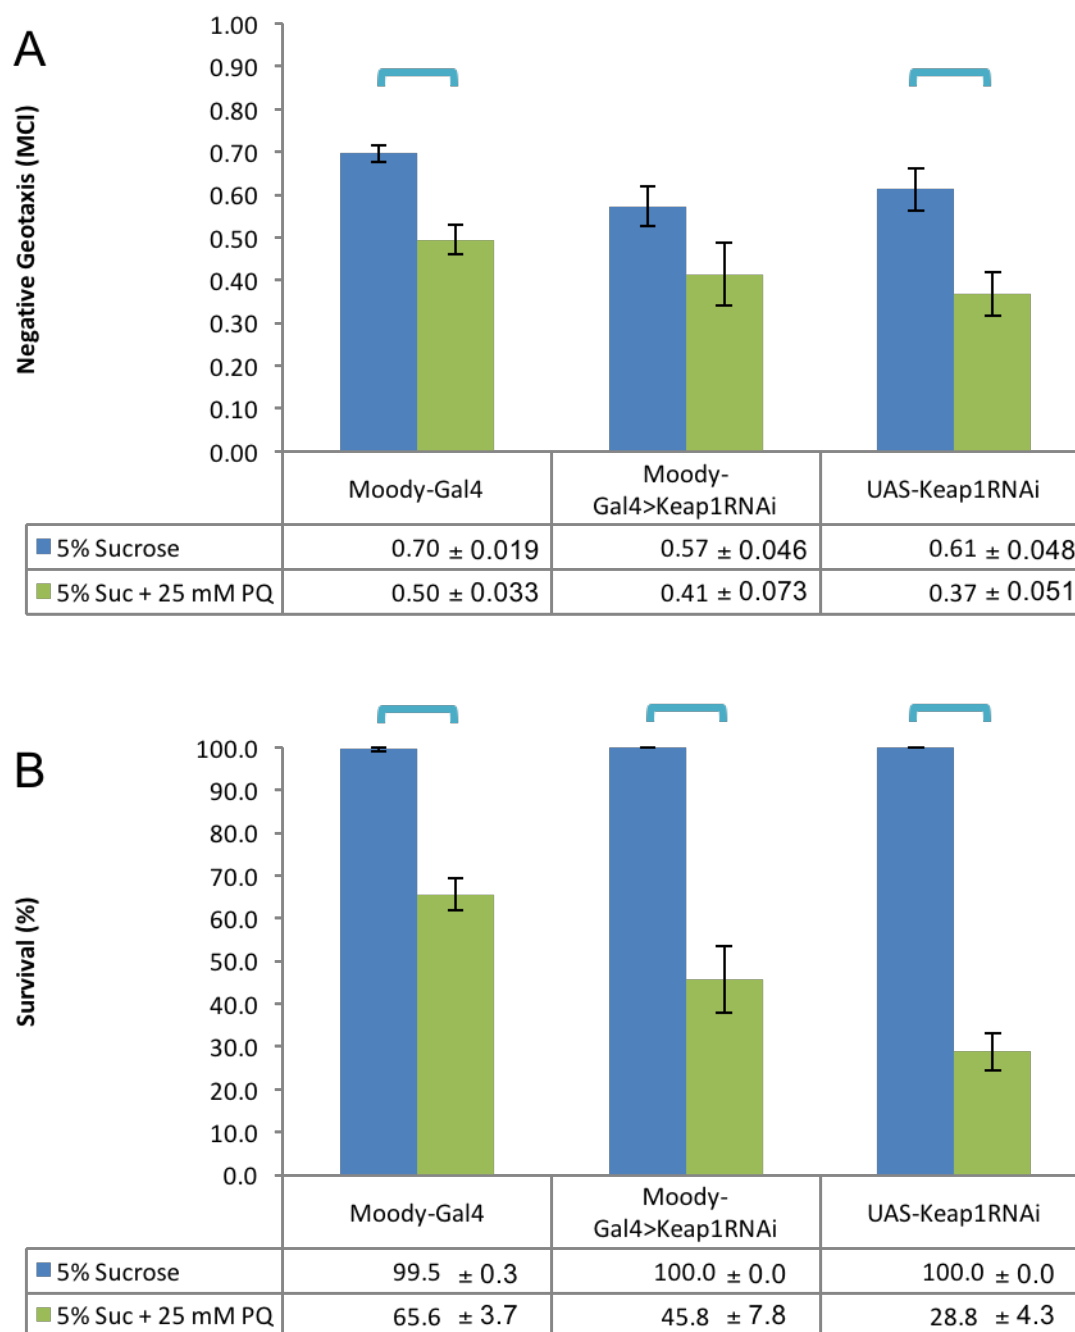 A
Negative Geotaxis (MCI)
1.00
0.90
0.80
0.70
0.60
0.50
0.40
0.30
0.20
0.10
0.00
Moody-Gal4
Moody-
Gal4>Keap1RNAi
UAS-Keap1RNAi
5% Sucrose 0.70 ± 0.019 0.57 ± 0.046 0.61 ± 0.048
5% Suc + 25 mM PQ 0.50 ± 0.033 0.41 ± 0.073 0.37 ± 0.051
B
Survival (%)
100.0
90.0
80.0
70.0
60.0
50.0
40.0
30.0
20.0
10.0
0.0
Moody-Gal4
Moody-
Gal4>Keap1RNAi
UAS-Keap1RNAi
5% Sucrose 99.5 ± 0.3 100.0 ± 0.0 100.0 ± 0.0
5% Suc + 25 mM PQ 65.6 ± 3.7 45.8 ± 7.8 28.8 ± 4.3